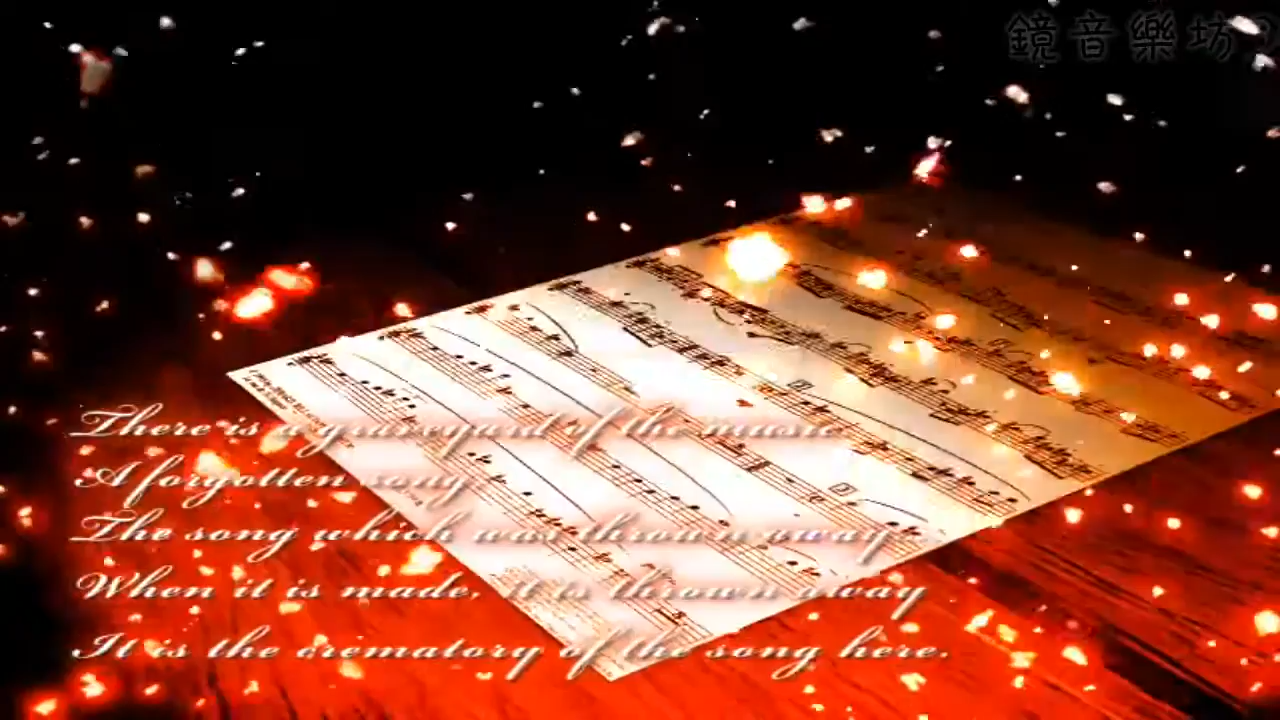 鏡音樂坊
There is a graveyard of the music
A forgotten song
The song which was thrown away
When it is made, it is thrown away
It is the crematory of the song here.